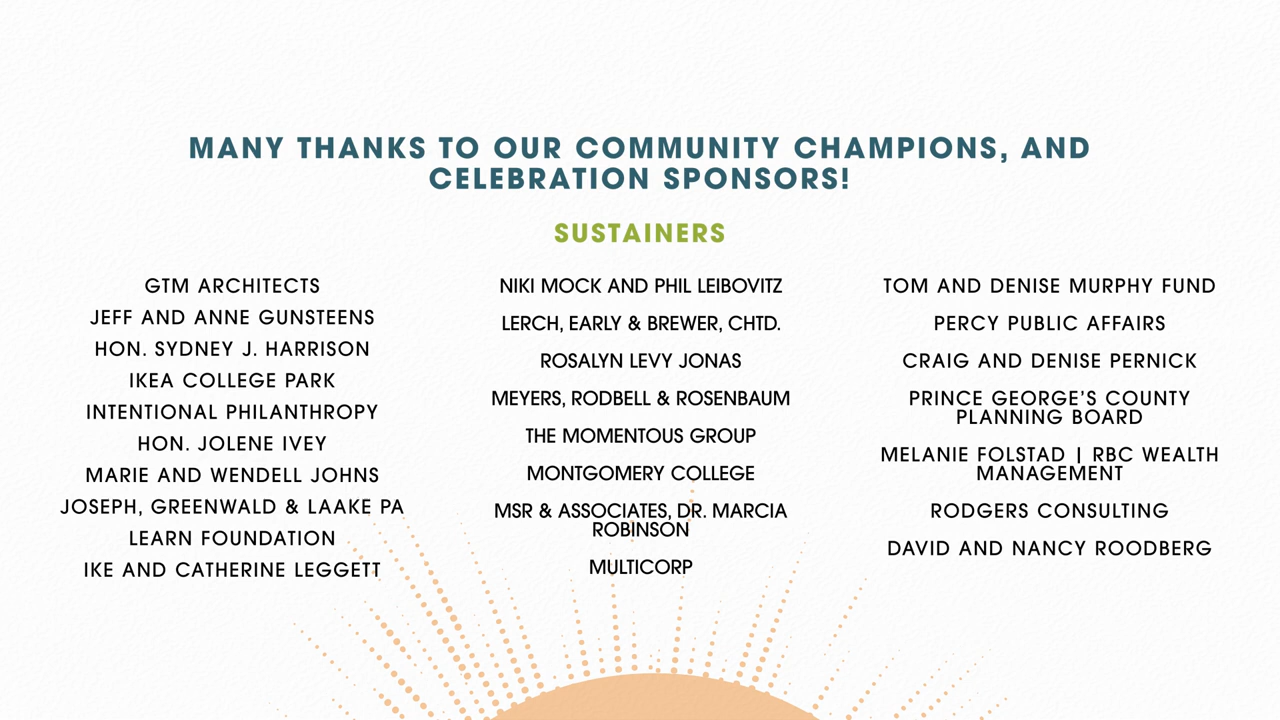 MANY THANKS TO OUR COMMUNITY CHAMPIONS, AND
CELEBRATION SPONSORS!
SUSTAINERS
GTM ARCHITECTS
JEFF AND ANNE GUNSTEENS
HON. SYDNEY J. HARRISON
IKEA COLLEGE PARK
INTENTIONAL PHILANTHROPY
HON. JOLENE IVEY
MARIE AND WENDELL JOHNS
JOSEPH, GREENWALD & LAAKE PA
LEARN FOUNDATION
IKE AND CATHERINE LEGGETT
NIKI MOCK AND PHIL LEIBOVITZ
LERCH, EARLY & BREWER, CHTD.
ROSALYN LEVY JONAS
MEYERS, RODBELL & ROSENBAUM
THE MOMENTOUS GROUP
MONTGOMERY COLLEGE
MSR & ASSOCIATES, DR. MARCIA
ROBINSON
MULTICORP
TOM AND DENISE MURPHY FUND
PERCY PUBLIC AFFAIRS
CRAIG AND DENISE PERNICK
PRINCE GEORGE'S COUNTY
PLANNING BOARD
MELANIE FOLSTAD | RBC WEALTH
MANAGEMENT
RODGERS CONSULTING
DAVID AND NANCY ROODBERG